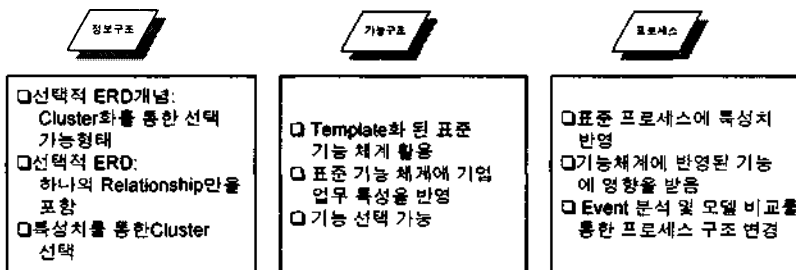 정보구조
❑선택적 ERD개념:
Cluster화를 통한 선택
가능형태
❑선택적 ERD:
하나의 Relationship만을
포함
❑특성치를 통한Cluster
선택
기능구조
❑ Template화 된 표준
기능 체계 활용
❑ 표준 기능 체계에 기업
업무 특성을 반영
❑ 기능 선택 가능
프로세스
❑표준 프로세스에 특성치
반영
❑기능체계에 반영된 기능
에 영향을 받음
❑ Event 분석 및 모델 비교를
통한 프로세스 구조 변경